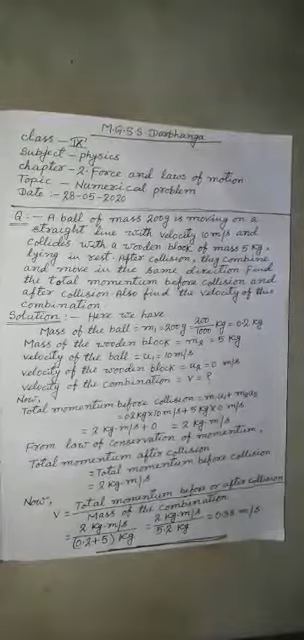 M.G.S.S Darbhanga
Class - IX
Subject - physics
Chapter - 2. Force and laws of motion
Topic - Numerical problem
Date :- 28-05-2020
Q :- A ball of mass 200g is moving on a
straight line with velocity 10 m/s and
collides with a wooden block of mass 5 Kg.
lying in rest. After collision, they combine
and move in the same direction. Find
the total momentum before collision and
after collision. Also find the velocity of this
combination.
Solution :- Here we have
Mass of the ball = m₁ = 200g = 200/1000 Kg = 0.2 Kg
Mass of the wooden block = m₂ = 5 Kg
velocity of the ball = u₁ = 10 m/s
velocity of the wooden block = u₂ = 0 m/s
velocity of the combination = v = ?
Now,
Total momentum before collision = m₁u₁ + m₂u₂
= 0.2 Kg x 10 m/s + 5 Kg x 0 m/s
= 2 Kg. m/s + 0 = 2 Kg. m/s
From law of conservation of momentum,
Total momentum after collision
= Total momentum before collision
= 2 Kg. m/s
Now,
V = Total momentum before or after collision / Mass of the combination
= 2 Kg. m/s / (0.2+5) Kg = 2 Kg. m/s / 5.2 Kg = 0.38 m/s